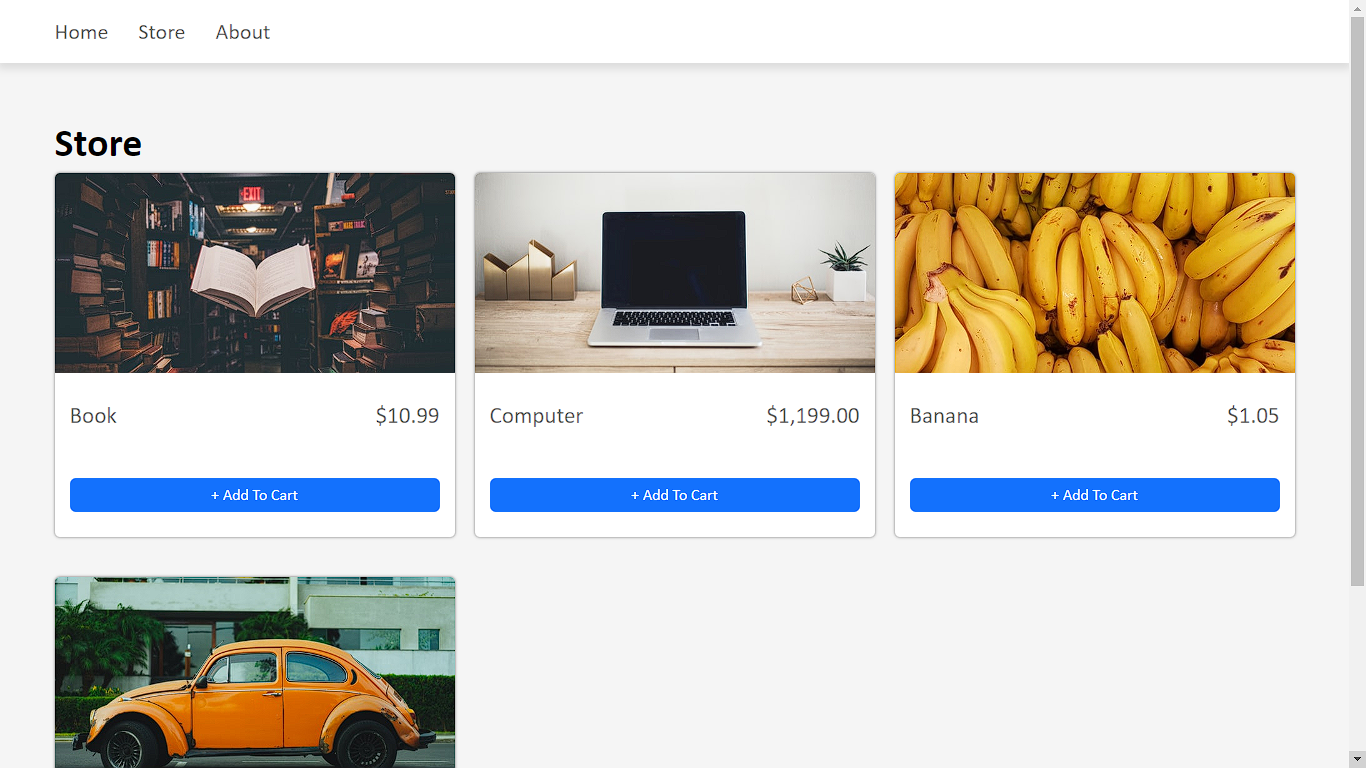 Home Store About
Store
EXIT
Book $10.99
Computer $1,199.00
Banana $1.05
+ Add To Cart
+ Add To Cart
+ Add To Cart